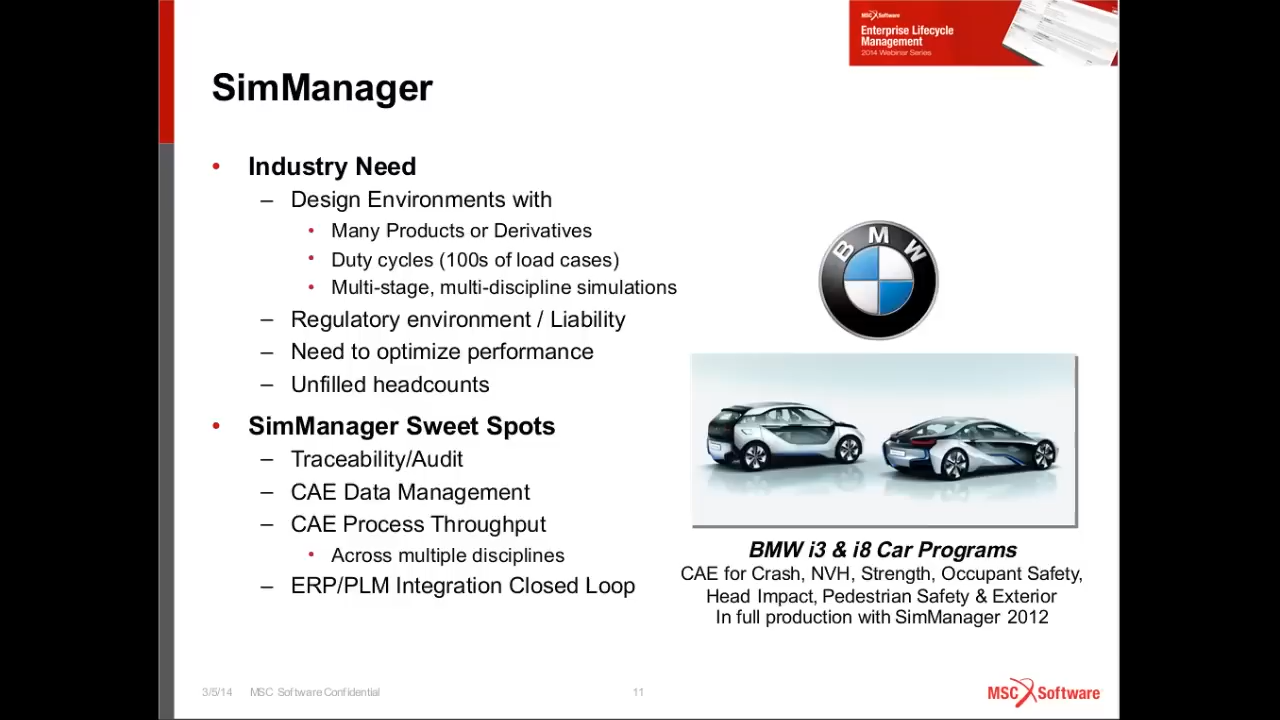 MSC Software
Enterprise Lifecycle
Management
2014 Webinar Series
SimManager
• Industry Need
– Design Environments with
• Many Products or Derivatives
• Duty cycles (100s of load cases)
• Multi-stage, multi-discipline simulations
– Regulatory environment / Liability
– Need to optimize performance
– Unfilled headcounts
• SimManager Sweet Spots
– Traceability/Audit
– CAE Data Management
– CAE Process Throughput
• Across multiple disciplines
– ERP/PLM Integration Closed Loop
BMW
BMW i3 & i8 Car Programs
CAE for Crash, NVH, Strength, Occupant Safety,
Head Impact, Pedestrian Safety & Exterior
In full production with SimManager 2012
3/5/14 MSC Software Confidential 11
MSC Software